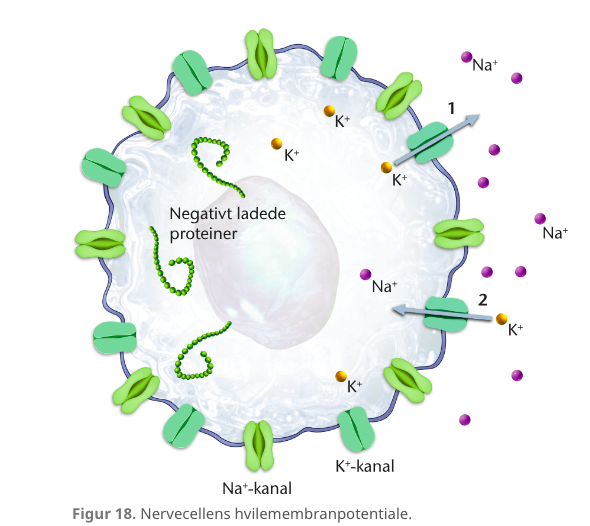 Na⁺
1
K⁺
K⁺
K⁺
Negativt ladede
proteiner
Na⁺
Na⁺
2
K⁺
K⁺
K⁺-kanal
Na⁺-kanal
Figur 18. Nervecellens hvilemembranpotentiale.